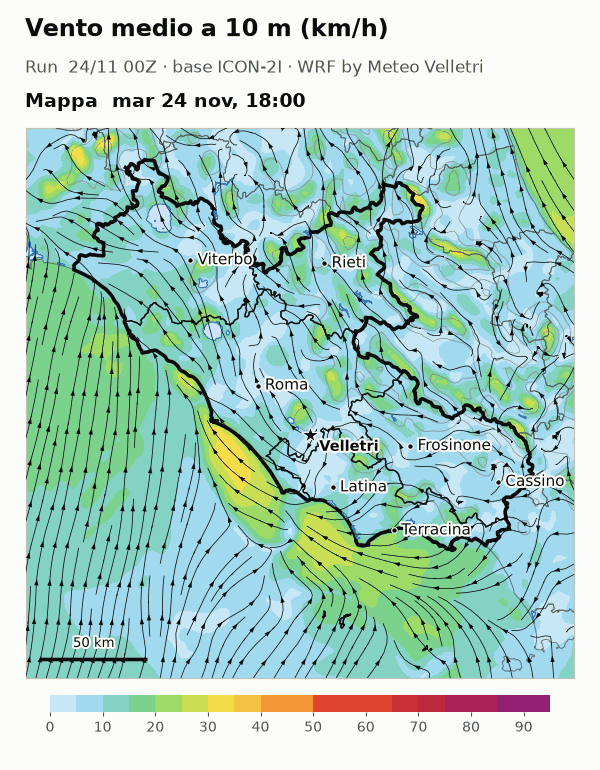 Vento medio a 10 m (km/h)
Run 24/11 00Z · base ICON-2I · WRF by Meteo Velletri
Mappa mar 24 nov, 18:00
Viterbo
Rieti
Roma
Velletri
Frosinone
Latina
Cassino
Terracina
50 km
0 10 20 30 40 50 60 70 80 90